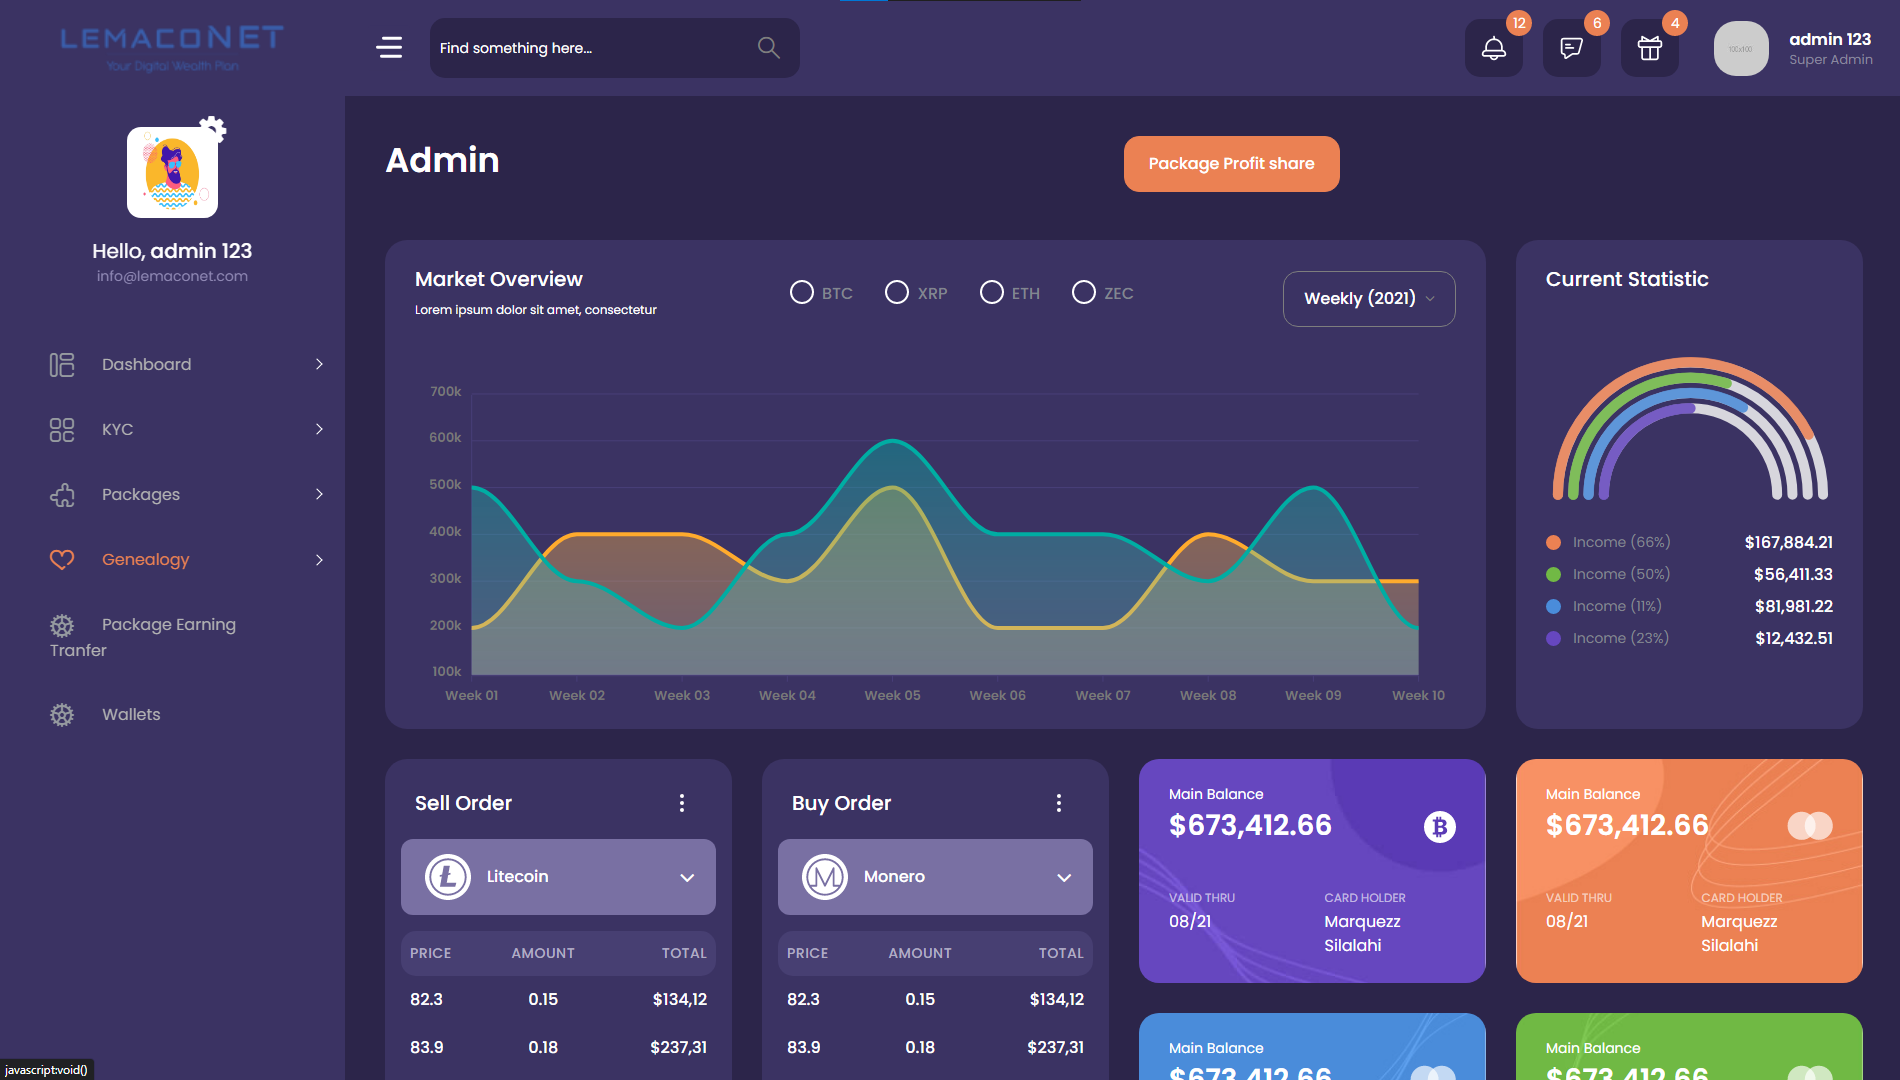 LEMACONET
Your Digital Wealth Plan
Find something here...
12
6
4
100x100
admin 123
Super Admin
Hello, admin 123
info@lemaconet.com
Dashboard
KYC
Packages
Genealogy
Package Earning
Tranfer
Wallets
Admin
Package Profit share
Market Overview
Lorem ipsum dolor sit amet, consectetur
BTC
XRP
ETH
ZEC
Weekly (2021)
700k
600k
500k
400k
300k
200k
100k
Week 01
Week 02
Week 03
Week 04
Week 05
Week 06
Week 07
Week 08
Week 09
Week 10
Current Statistic
Income (66%) $167,884.21
Income (50%) $56,411.33
Income (11%) $81,981.22
Income (23%) $12,432.51
Sell Order
Litecoin
PRICE AMOUNT TOTAL
82.3 0.15 $134,12
83.9 0.18 $237,31
Buy Order
Monero
PRICE AMOUNT TOTAL
82.3 0.15 $134,12
83.9 0.18 $237,31
Main Balance
$673,412.66
VALID THRU
08/21
CARD HOLDER
Marquezz
Silalahi
Main Balance
$673,412.66
VALID THRU
08/21
CARD HOLDER
Marquezz
Silalahi
Main Balance
$673,412.66
Main Balance
$673,412.66
javascript:void()